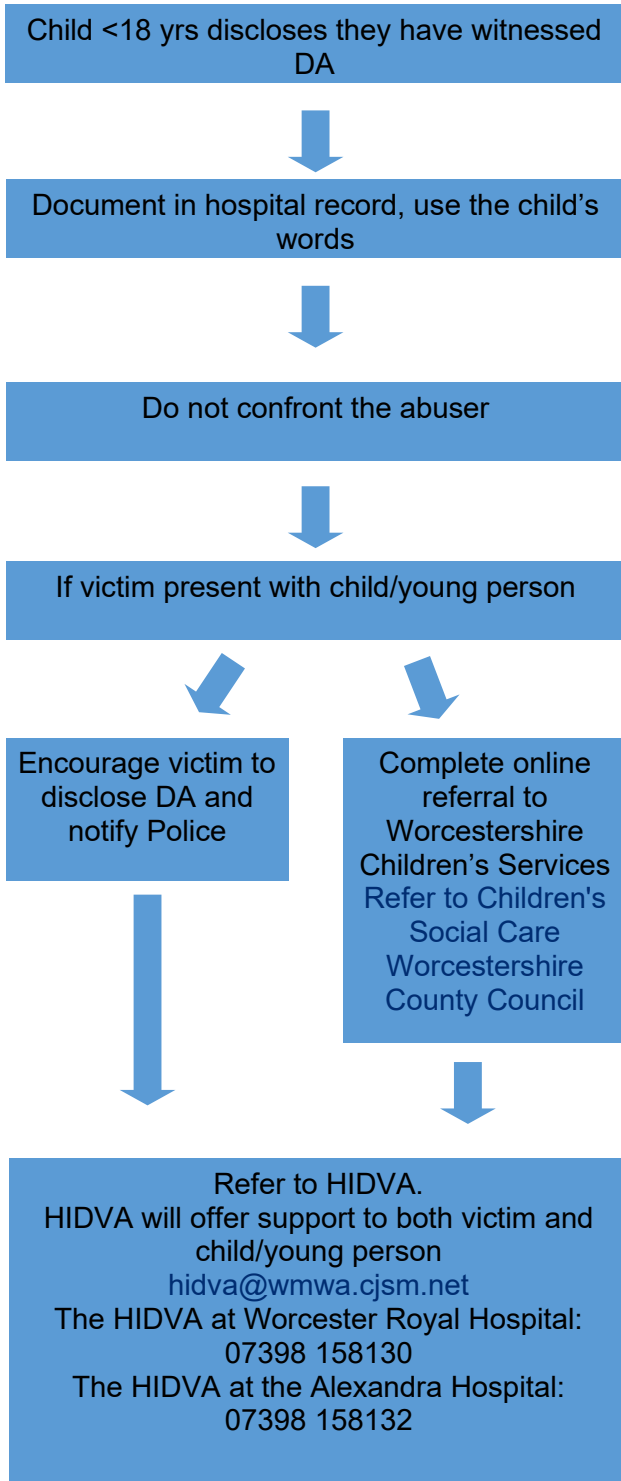 Child <18 yrs discloses they have witnessed
DA
Document in hospital record, use the child’s
words
Do not confront the abuser
If victim present with child/young person
Encourage victim to
disclose DA and
notify Police
Complete online
referral to
Worcestershire
Children’s Services
Refer to Children's
Social Care
Worcestershire
County Council
Refer to HIDVA.
HIDVA will offer support to both victim and
child/young person
hidva@wmwa.cjsm.net
The HIDVA at Worcester Royal Hospital:
07398 158130
The HIDVA at the Alexandra Hospital:
07398 158132